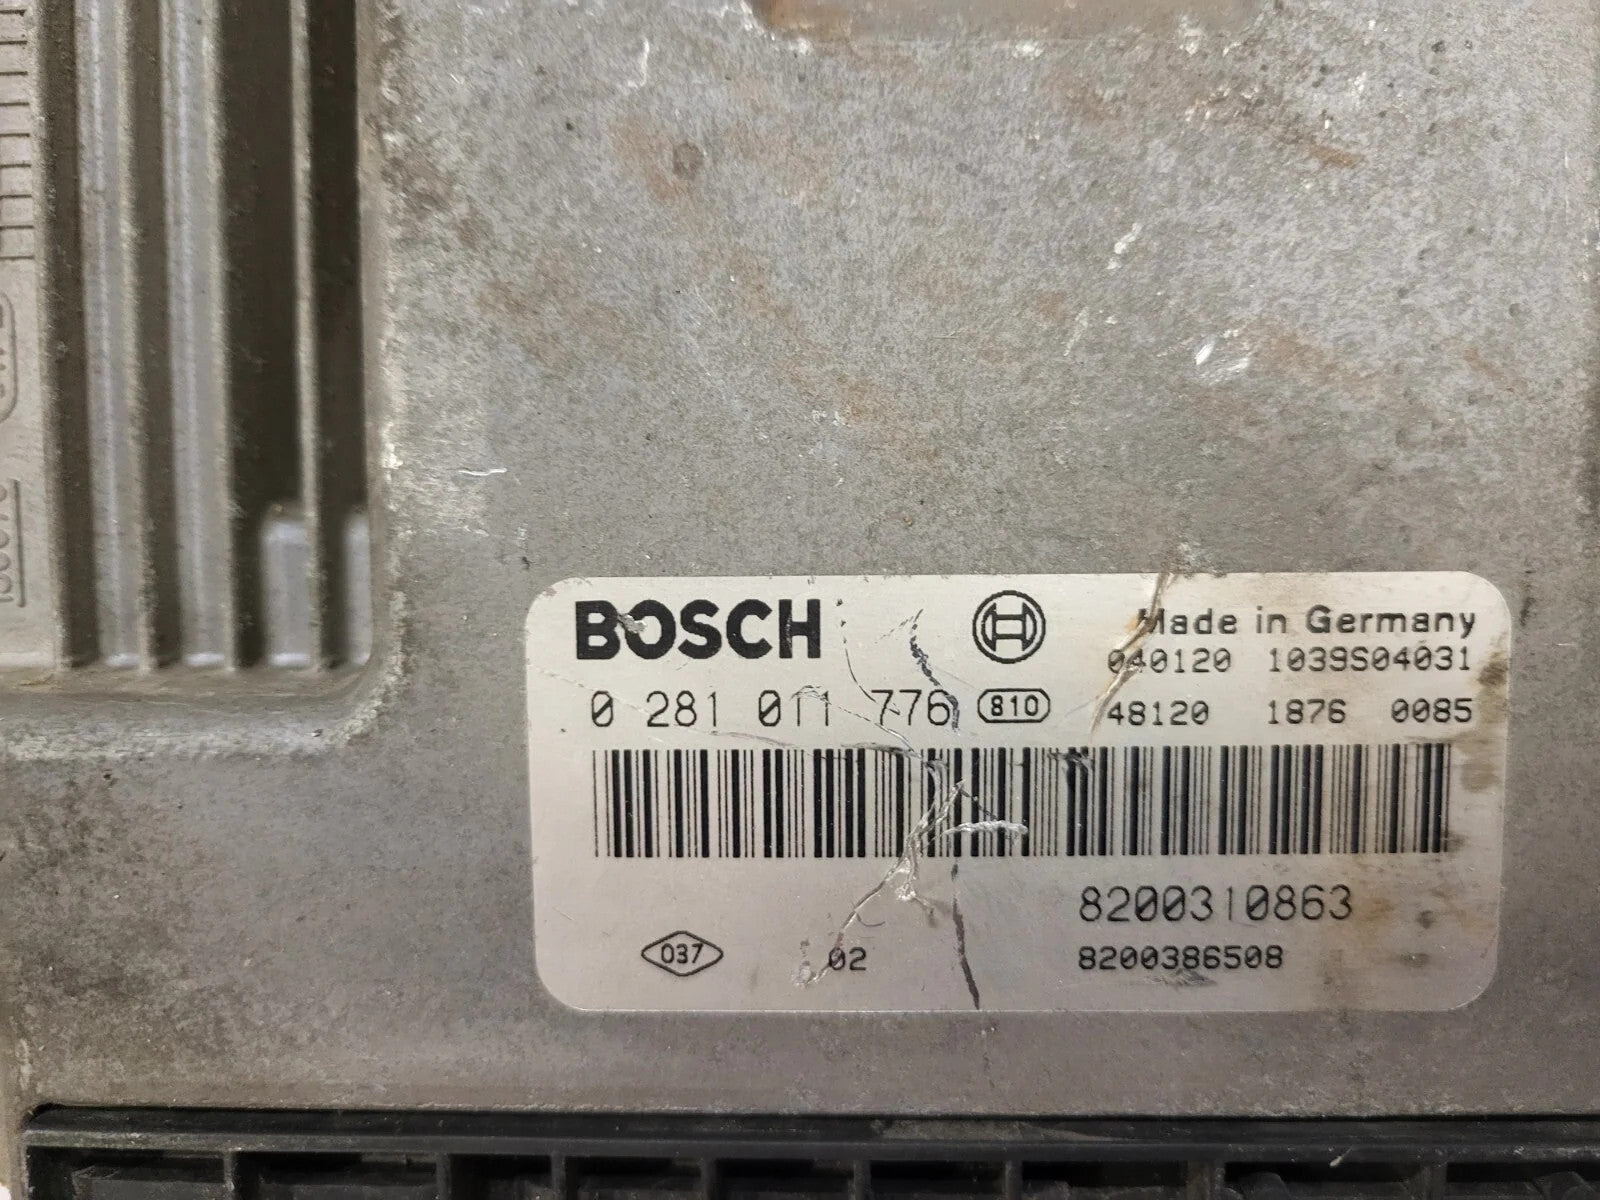 BOSCH
Made in Germany
040120 1039S04031
0 281 011 776 810
48120 1876 0085
8200310863
037 02
8200386508